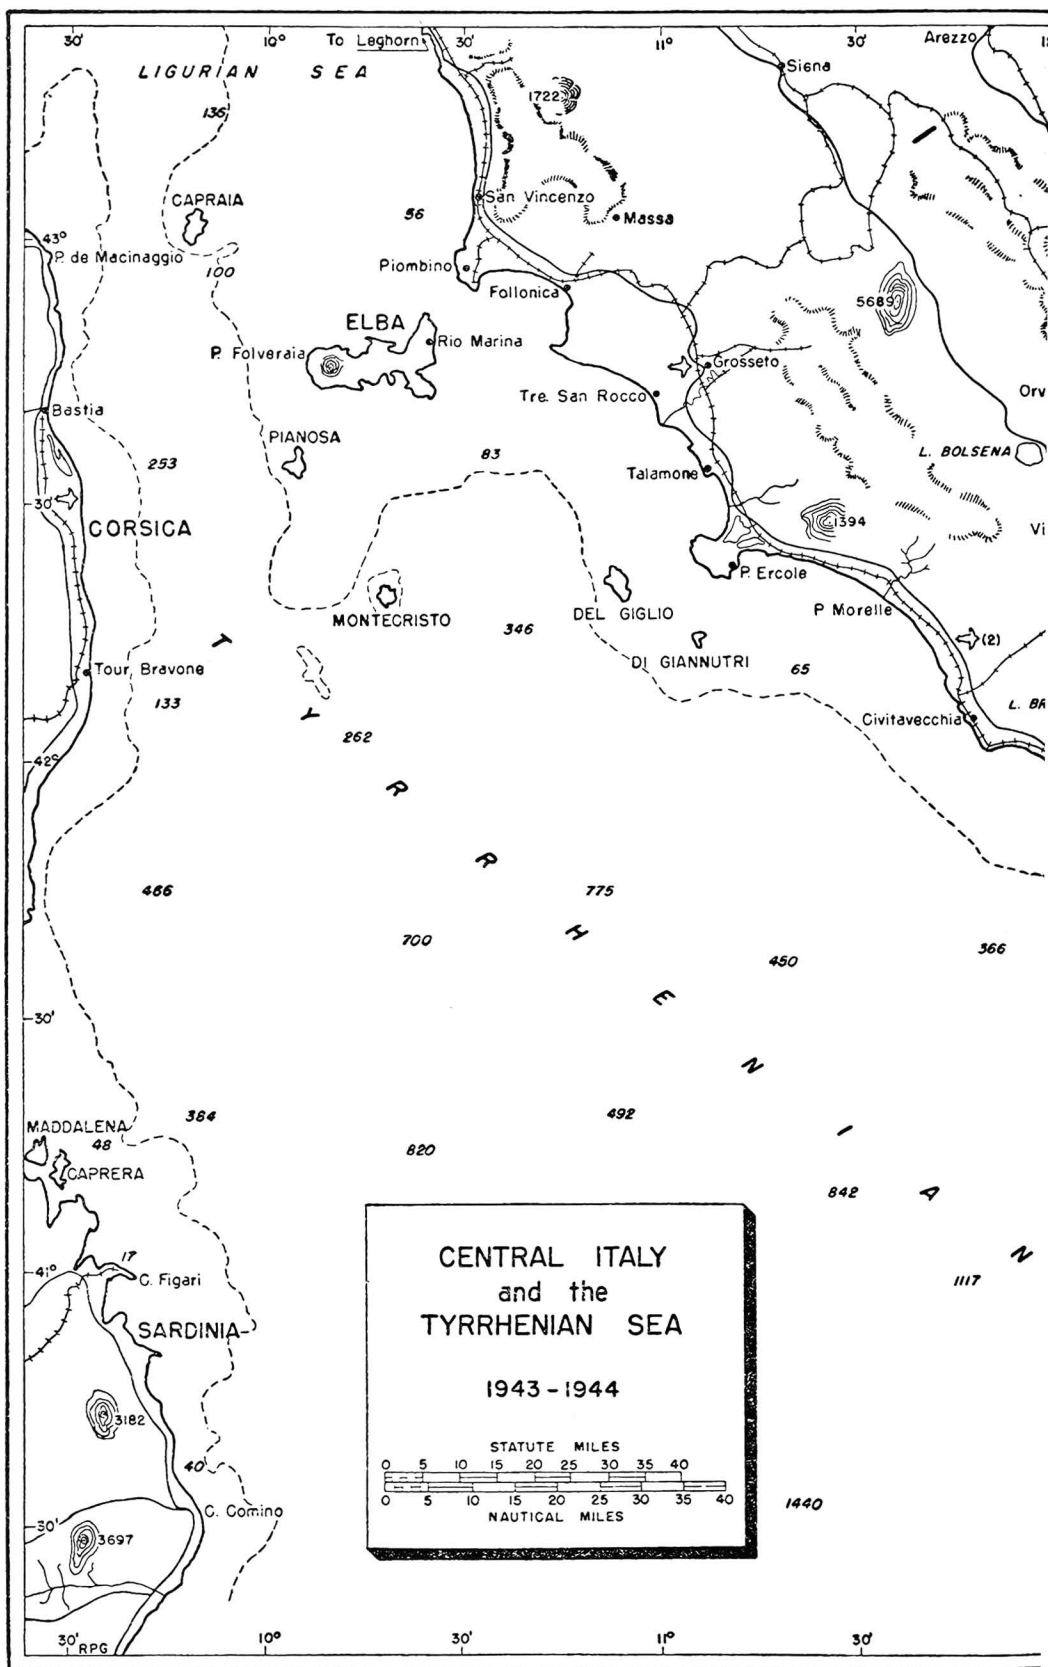 30'
10°
To Leghorn
30'
11°
30'
Arezzo
LIGURIAN SEA
Siena
1722
136
CAPRAIA
San Vincenzo
56
Massa
43°
P. de Macinaggio
100
Piombino
Follonica
5689
ELBA
Rio Marina
P. Folveraia
Grosseto
Tre. San Rocco
Orv
Bastia
PIANOSA
253
83
Talamone
L. BOLSENA
30'
CORSICA
1394
Vi
P. Ercole
MONTECRISTO
DEL GIGLIO
P Morelle
346
(2)
DI GIANNUTRI
65
Tour Bravone
133
L. BR
Civitavecchia
262
42°
TYRRHENIAN
466
775
700
450
366
30'
384
492
MADDALENA
48
820
CAPRERA
842
17
41°
C. Figari
1117
SARDINIA
CENTRAL ITALY
and the
TYRRHENIAN SEA
1943-1944
3182
STATUTE MILES
0 5 10 15 20 25 30 35 40
0 5 10 15 20 25 30 35 40
NAUTICAL MILES
40
1440
C. Comino
30'
3697
30'
RPG
10°
30'
11°
30'